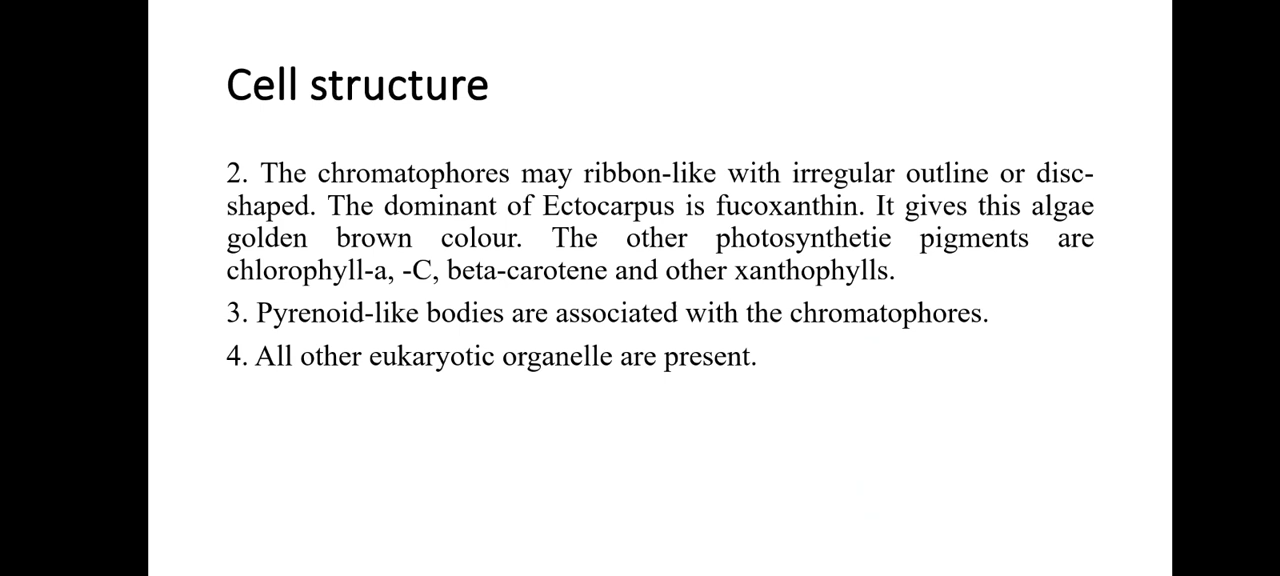 Cell structure
2. The chromatophores may ribbon-like with irregular outline or disc-
shaped. The dominant of Ectocarpus is fucoxanthin. It gives this algae
golden brown colour. The other photosynthetie pigments are
chlorophyll-a, -C, beta-carotene and other xanthophylls.
3. Pyrenoid-like bodies are associated with the chromatophores.
4. All other eukaryotic organelle are present.